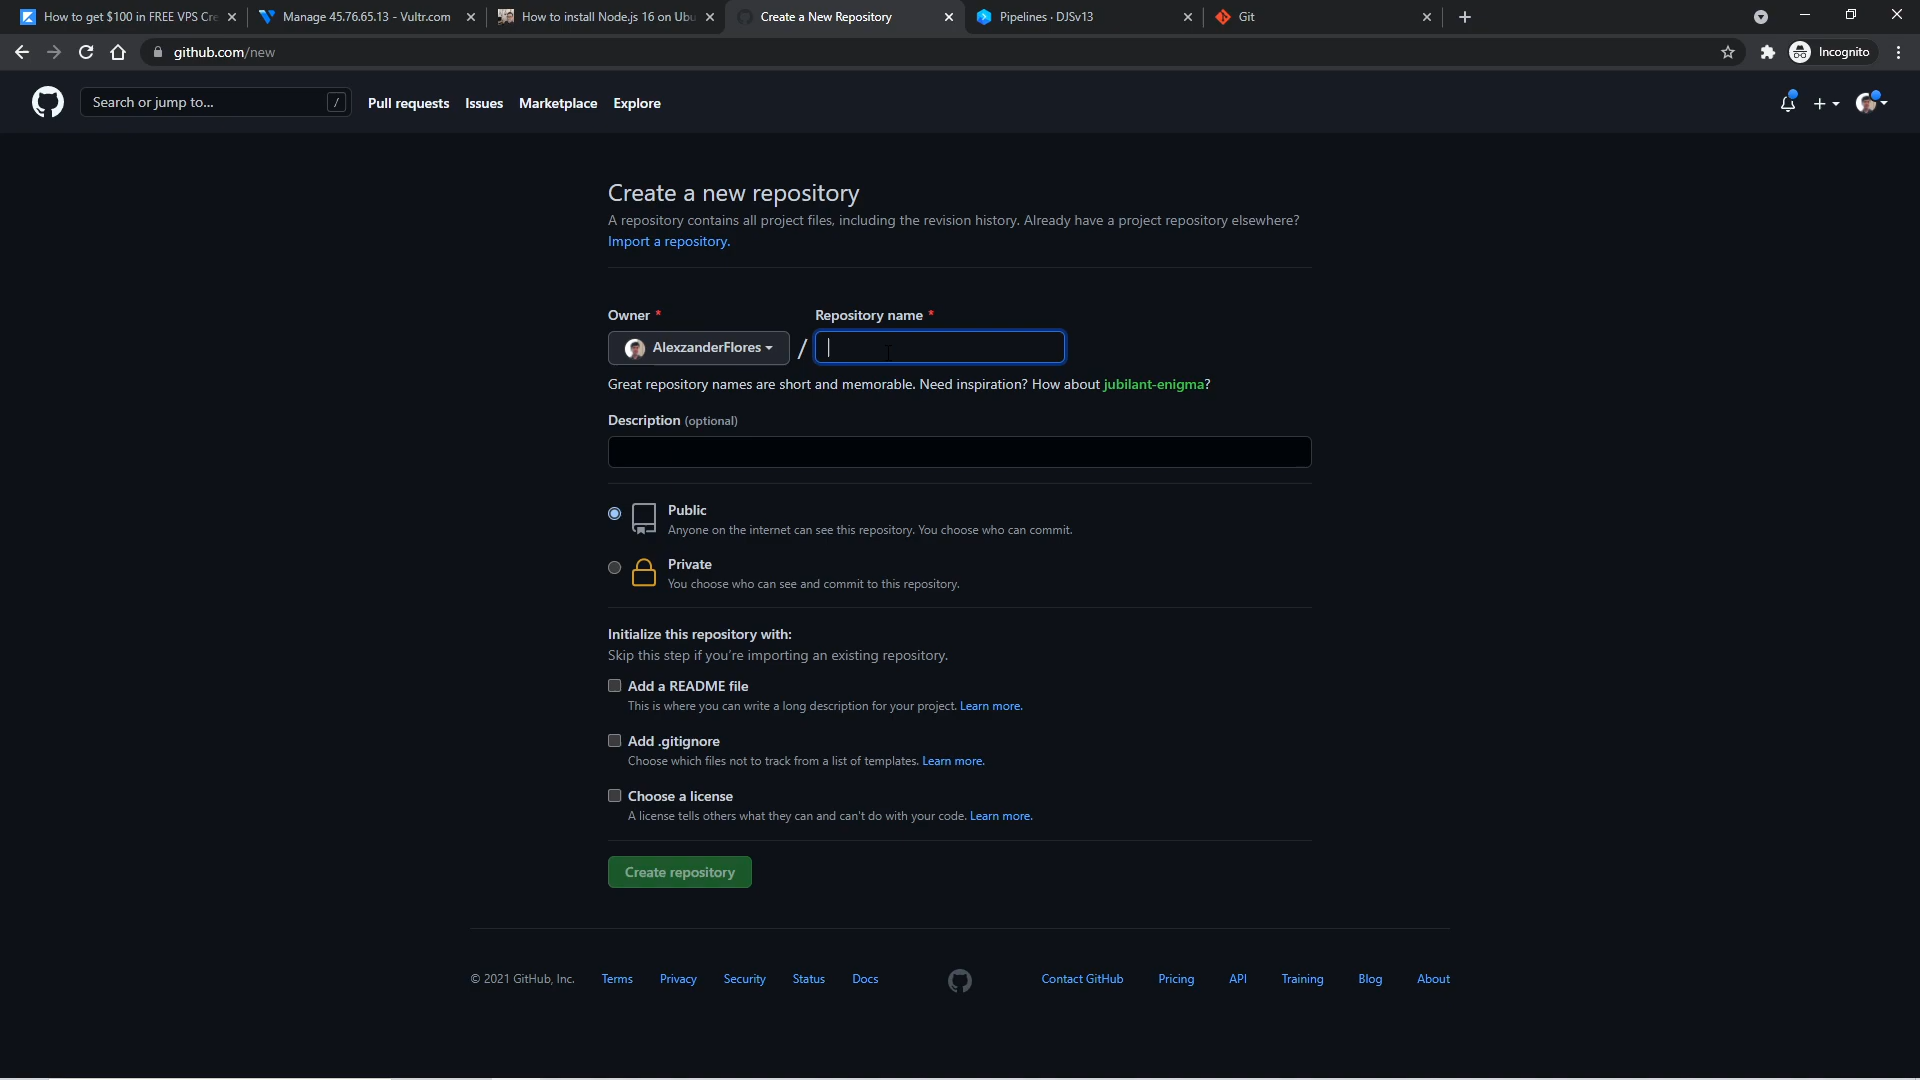 How to get $100 in FREE VPS Cre
Manage 45.76.65.13 - Vultr.com
How to install Node.js 16 on Ubu
Create a New Repository
Pipelines · DJSv13
Git
github.com/new
Incognito
Search or jump to... /
Pull requests Issues Marketplace Explore
Create a new repository
A repository contains all project files, including the revision history. Already have a project repository elsewhere?
Import a repository.
Owner * Repository name *
AlexzanderFlores /
Great repository names are short and memorable. Need inspiration? How about jubilant-enigma?
Description (optional)
Public
Anyone on the internet can see this repository. You choose who can commit.
Private
You choose who can see and commit to this repository.
Initialize this repository with:
Skip this step if you're importing an existing repository.
Add a README file
This is where you can write a long description for your project. Learn more.
Add .gitignore
Choose which files not to track from a list of templates. Learn more.
Choose a license
A license tells others what they can and can't do with your code. Learn more.
Create repository
© 2021 GitHub, Inc. Terms Privacy Security Status Docs Contact GitHub Pricing API Training Blog About